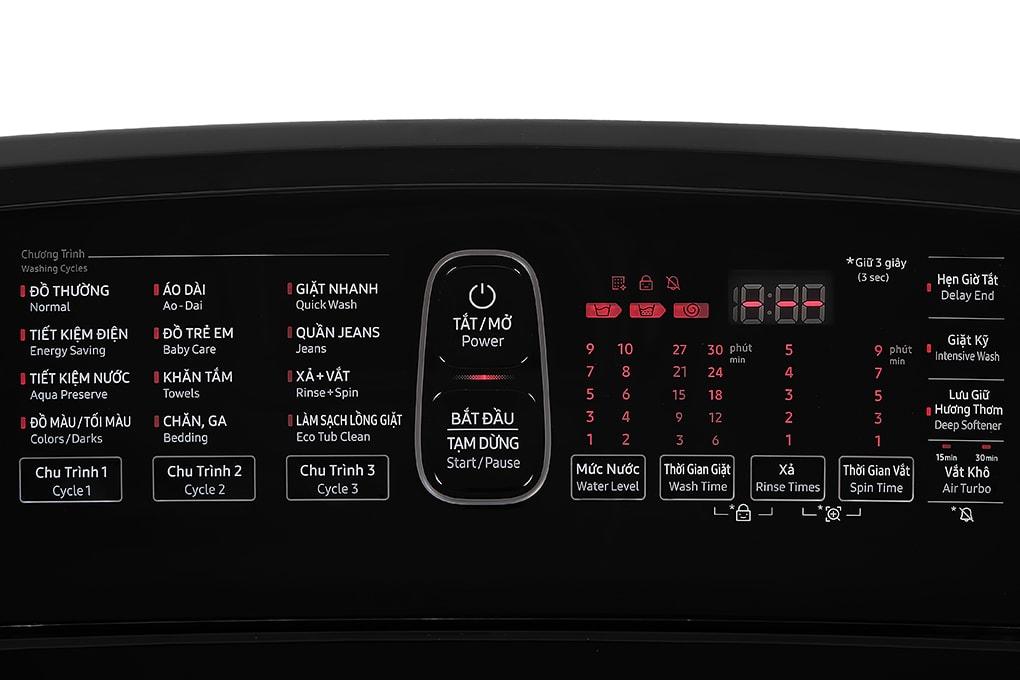 Chương Trình
Washing Cycles
ĐỒ THƯỜNG
Normal
TIẾT KIỆM ĐIỆN
Energy Saving
TIẾT KIỆM NƯỚC
Aqua Preserve
ĐỒ MÀU/TỐI MÀU
Colors/Darks
Chu Trình 1
Cycle 1
ÁO DÀI
Ao-Dai
ĐỒ TRẺ EM
Baby Care
KHĂN TẮM
Towels
CHĂN, GA
Bedding
Chu Trình 2
Cycle 2
GIẶT NHANH
Quick Wash
QUẦN JEANS
Jeans
XẢ+VẮT
Rinse+Spin
LÀM SẠCH LỒNG GIẶT
Eco Tub Clean
Chu Trình 3
Cycle 3
TẮT/MỞ
Power
BẮT ĐẦU
TẠM DỪNG
Start/Pause
*Giữ 3 giây
(3 sec)
9 10 27 30 phút min 5 9 phút min
7 8 21 24 4 7
5 6 15 18 3 5
3 4 9 12 2 3
1 2 3 6 1 1
Mức Nước
Water Level
Thời Gian Giặt
Wash Time
Xả
Rinse Times
Thời Gian Vắt
Spin Time
Hẹn Giờ Tắt
Delay End
Giặt Kỹ
Intensive Wash
Lưu Giữ
Hương Thơm
Deep Softener
15min 30min
Vắt Khô
Air Turbo